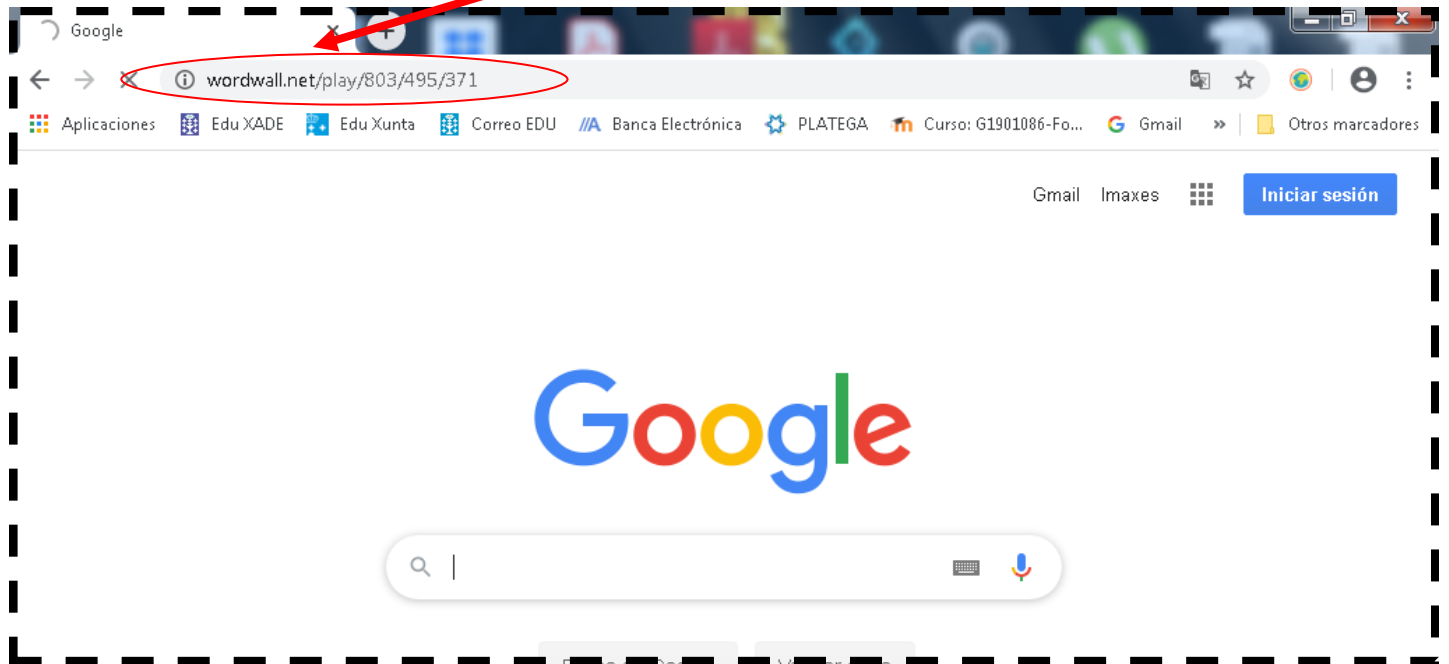 Google
wordwall.net/play/803/495/371
Aplicaciones Edu XADE Edu Xunta Correo EDU Banca Electrónica PLATEGA Curso: G1901086-Fo... Gmail » Otros marcadores
Gmail Imaxes Iniciar sesión
Google